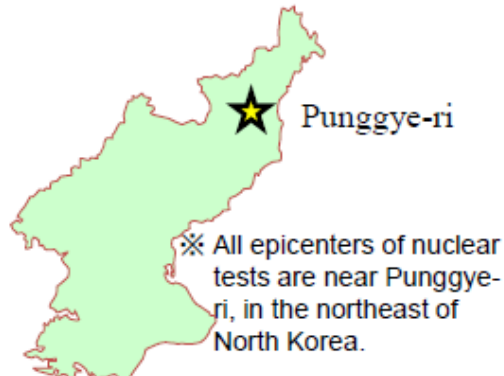 Punggye-ri
※ All epicenters of nuclear
tests are near Punggye-
ri, in the northeast of
North Korea.